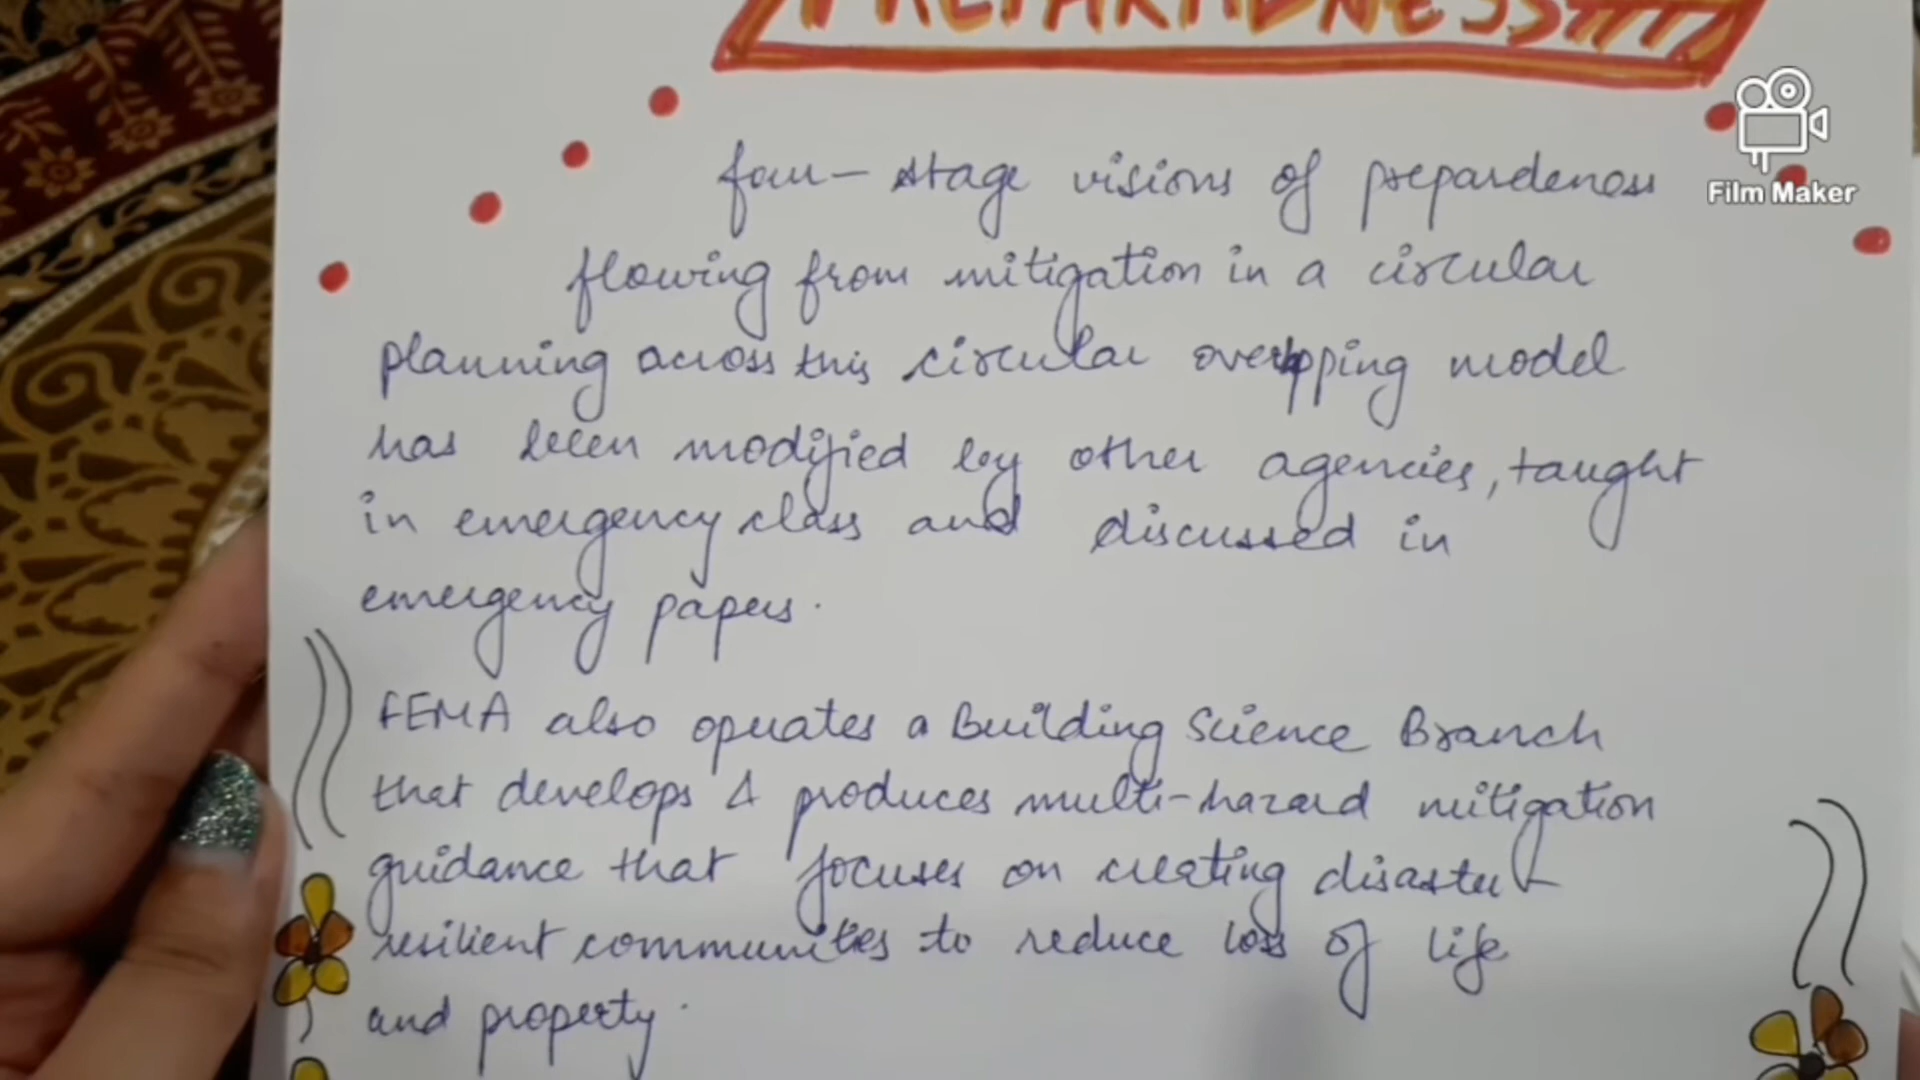 PREPARADNESS
four-stage visions of prepardeness
Film Maker
flowing from mitigation in a circular
planning across this circular overlpping model
has been modified by other agencies, taught
in emergency class and discussed in
emergency papers.
FEMA also operates a Building Science Branch
that develops & produces multi-hazard mitigation
guidance that focuses on creating disaster-
resilient communities to reduce loss of life
and property.